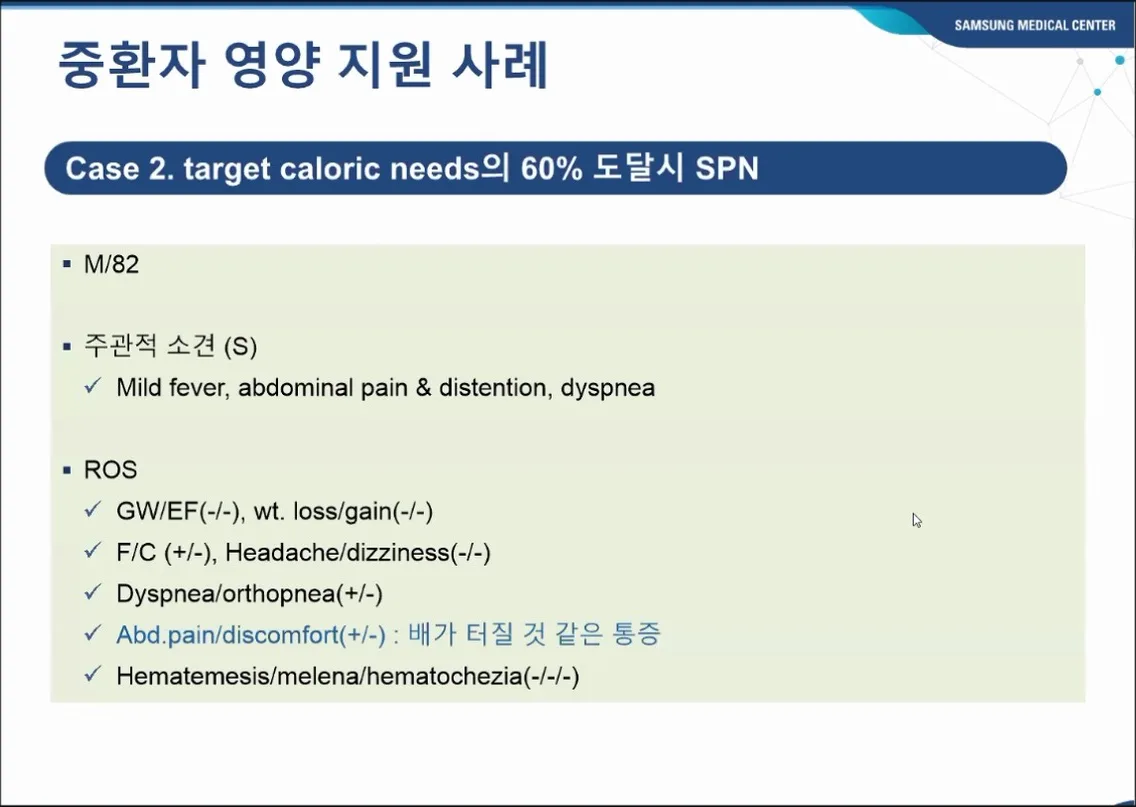 SAMSUNG MEDICAL CENTER
중환자 영양 지원 사례
Case 2. target caloric needs의 60% 도달시 SPN
▪ M/82
▪ 주관적 소견 (S)
✓ Mild fever, abdominal pain & distention, dyspnea
▪ ROS
✓ GW/EF(-/-), wt. loss/gain(-/-)
✓ F/C (+/-), Headache/dizziness(-/-)
✓ Dyspnea/orthopnea(+/-)
✓ Abd.pain/discomfort(+/-) : 배가 터질 것 같은 통증
✓ Hematemesis/melena/hematochezia(-/-/-)